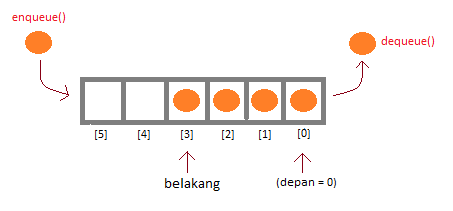 enqueue()
dequeue()
[5] [4] [3] [2] [1] [0]
belakang
(depan = 0)